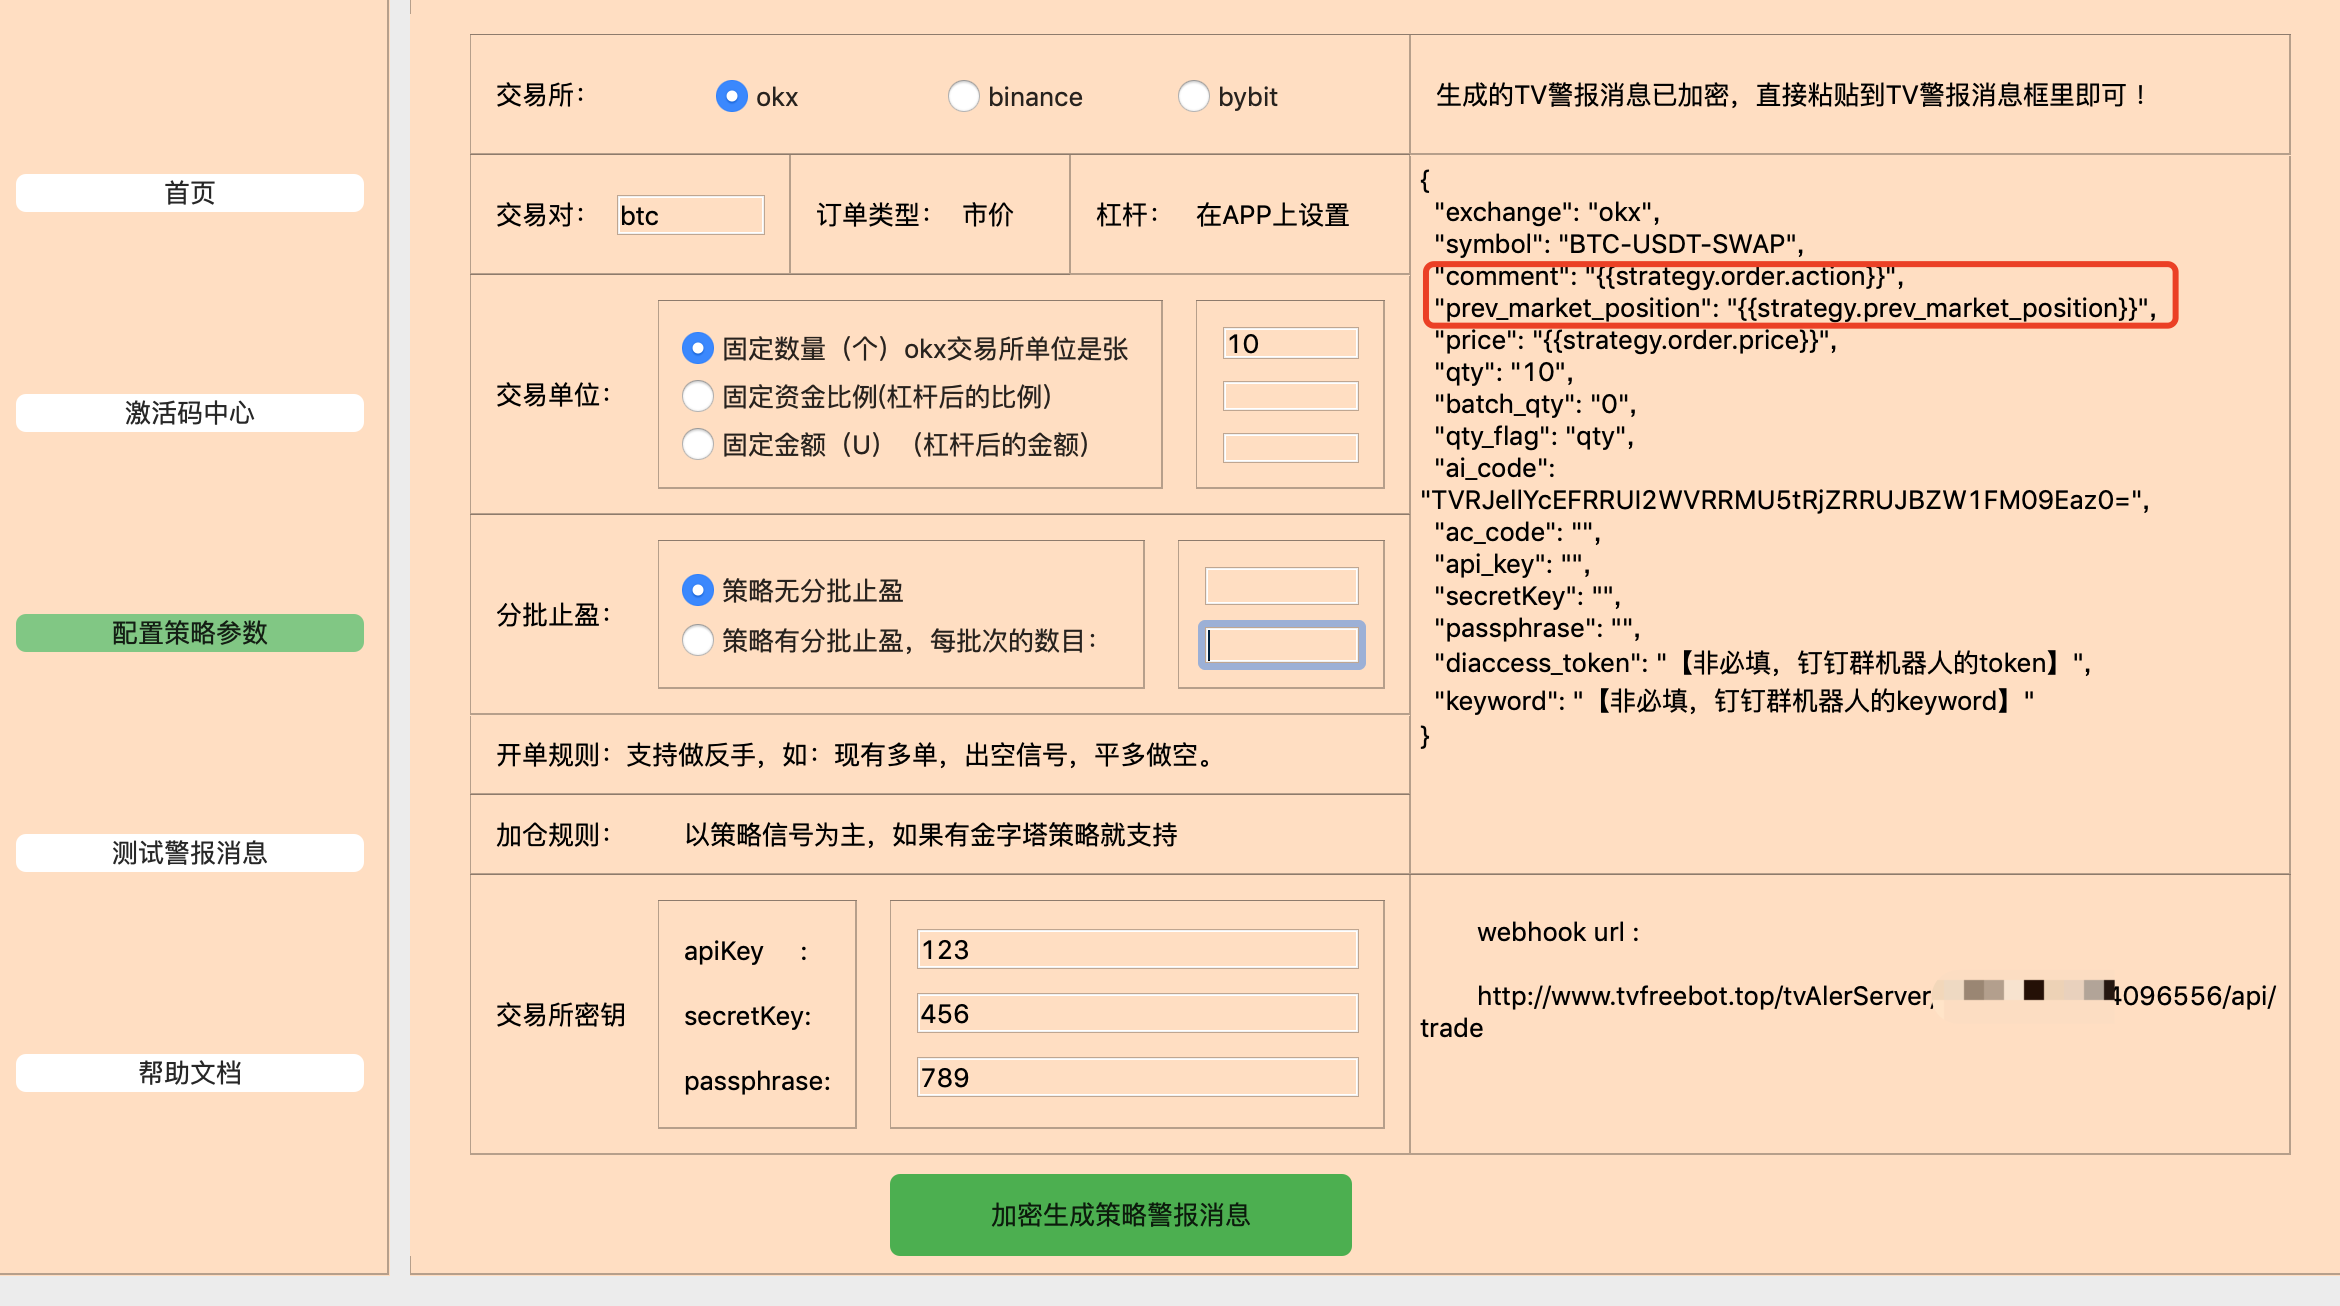 首页
激活码中心
配置策略参数
测试警报消息
帮助文档
交易所： okx binance bybit
交易对： btc 订单类型： 市价 杠杆： 在APP上设置
交易单位：
固定数量（个）okx交易所单位是张 10
固定资金比例(杠杆后的比例)
固定金额（U）（杠杆后的金额）
分批止盈：
策略无分批止盈
策略有分批止盈，每批次的数目：
开单规则：支持做反手，如：现有多单，出空信号，平多做空。
加仓规则： 以策略信号为主，如果有金字塔策略就支持
交易所密钥
apiKey : 123
secretKey: 456
passphrase: 789
加密生成策略警报消息
生成的TV警报消息已加密，直接粘贴到TV警报消息框里即可！
{
"exchange": "okx",
"symbol": "BTC-USDT-SWAP",
"comment": "{{strategy.order.action}}",
"prev_market_position": "{{strategy.prev_market_position}}",
"price": "{{strategy.order.price}}",
"qty": "10",
"batch_qty": "0",
"qty_flag": "qty",
"ai_code":
"TVRJellYcEFRRUI2WVRRMU5tRjZRRUJBZW1FM09Eaz0=",
"ac_code": "",
"api_key": "",
"secretKey": "",
"passphrase": "",
"diaccess_token": "【非必填，钉钉群机器人的token】",
"keyword": "【非必填，钉钉群机器人的keyword】"
}
webhook url :
http://www.tvfreebot.top/tvAlerServer/ 4096556/api/
trade